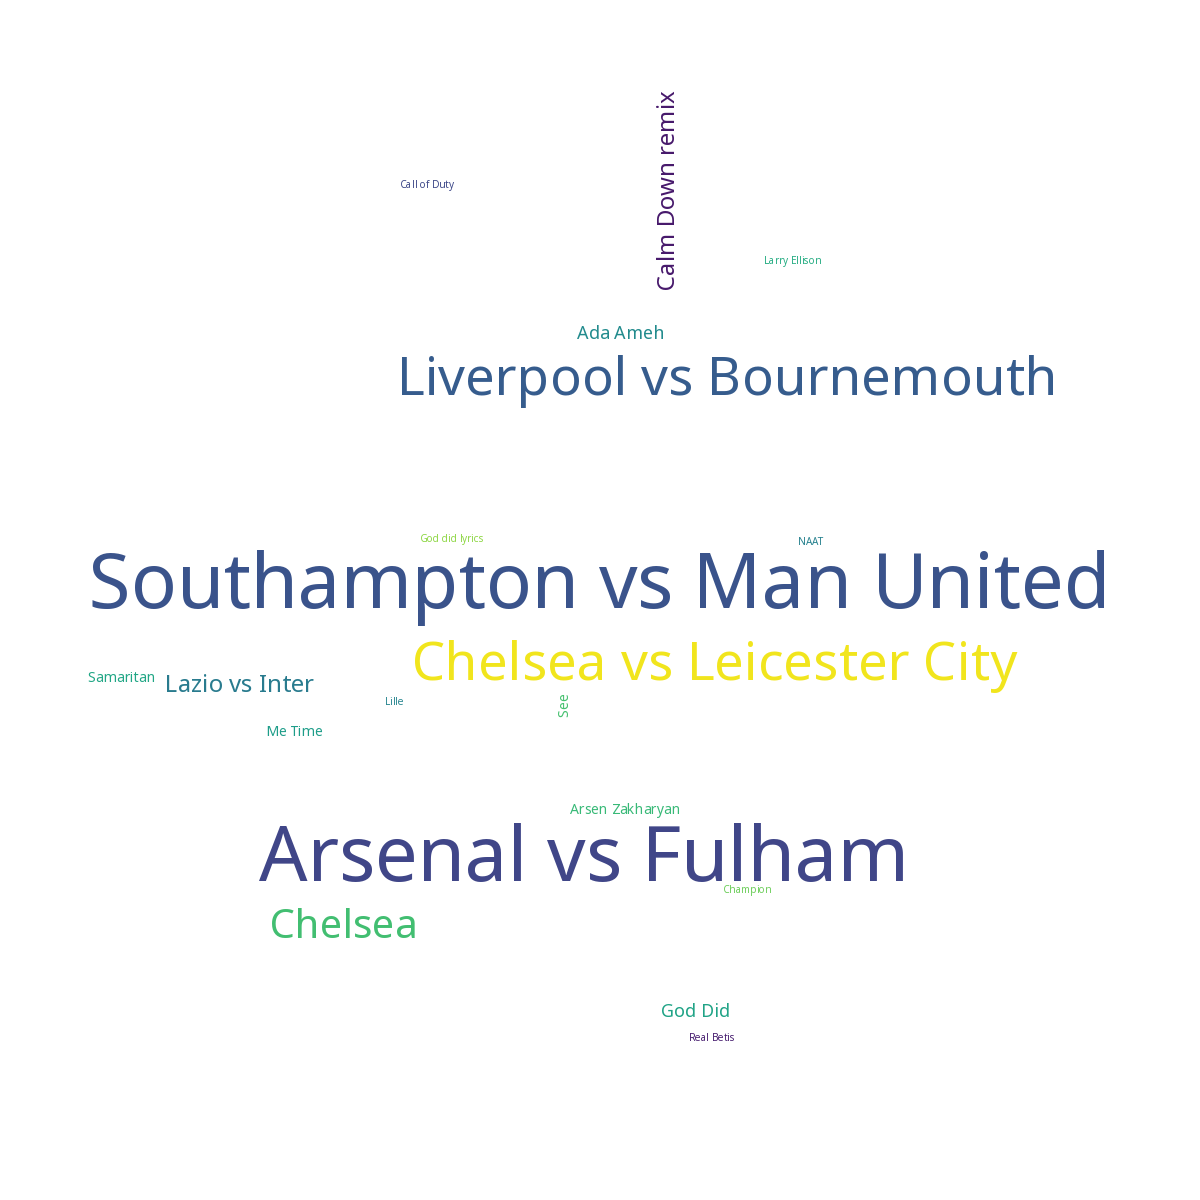 Calm Down remix
Call of Duty
Larry Ellison
Ada Ameh
Liverpool vs Bournemouth
God did lyrics
NAAT
Southampton vs Man United
Chelsea vs Leicester City
Samaritan
Lazio vs Inter
Lille
See
Me Time
Arsen Zakharyan
Arsenal vs Fulham
Champion
Chelsea
God Did
Real Betis